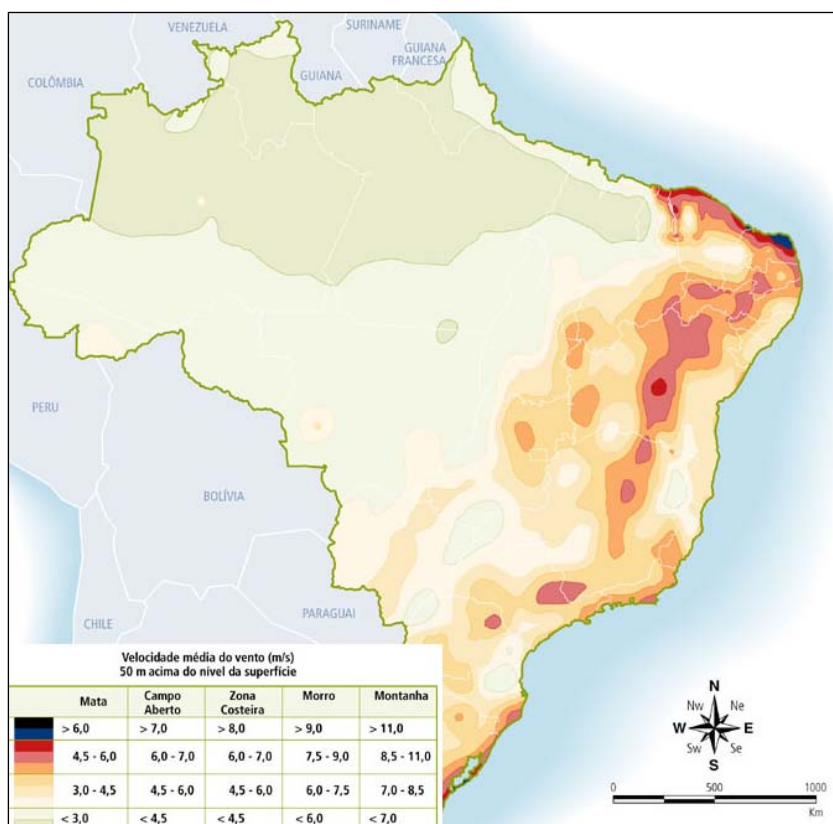 VENEZUELA
SURINAME
GUIANA
FRANCESA
COLÔMBIA
GUIANA
PERU
BOLÍVIA
PARAGUAI
CHILE
Velocidade média do vento (m/s)
50 m acima do nível da superfície
Mata Campo Aberto Zona Costeira Morro Montanha
> 6,0 > 7,0 > 8,0 > 9,0 > 11,0
4,5 - 6,0 6,0 - 7,0 6,0 - 7,0 7,5 - 9,0 8,5 - 11,0
3,0 - 4,5 4,5 - 6,0 4,5 - 6,0 6,0 - 7,5 7,0 - 8,5
< 3,0 < 4,5 < 4,5 < 6,0 < 7,0
N
Nw Ne
W E
Sw Se
S
0 500 1000
Km